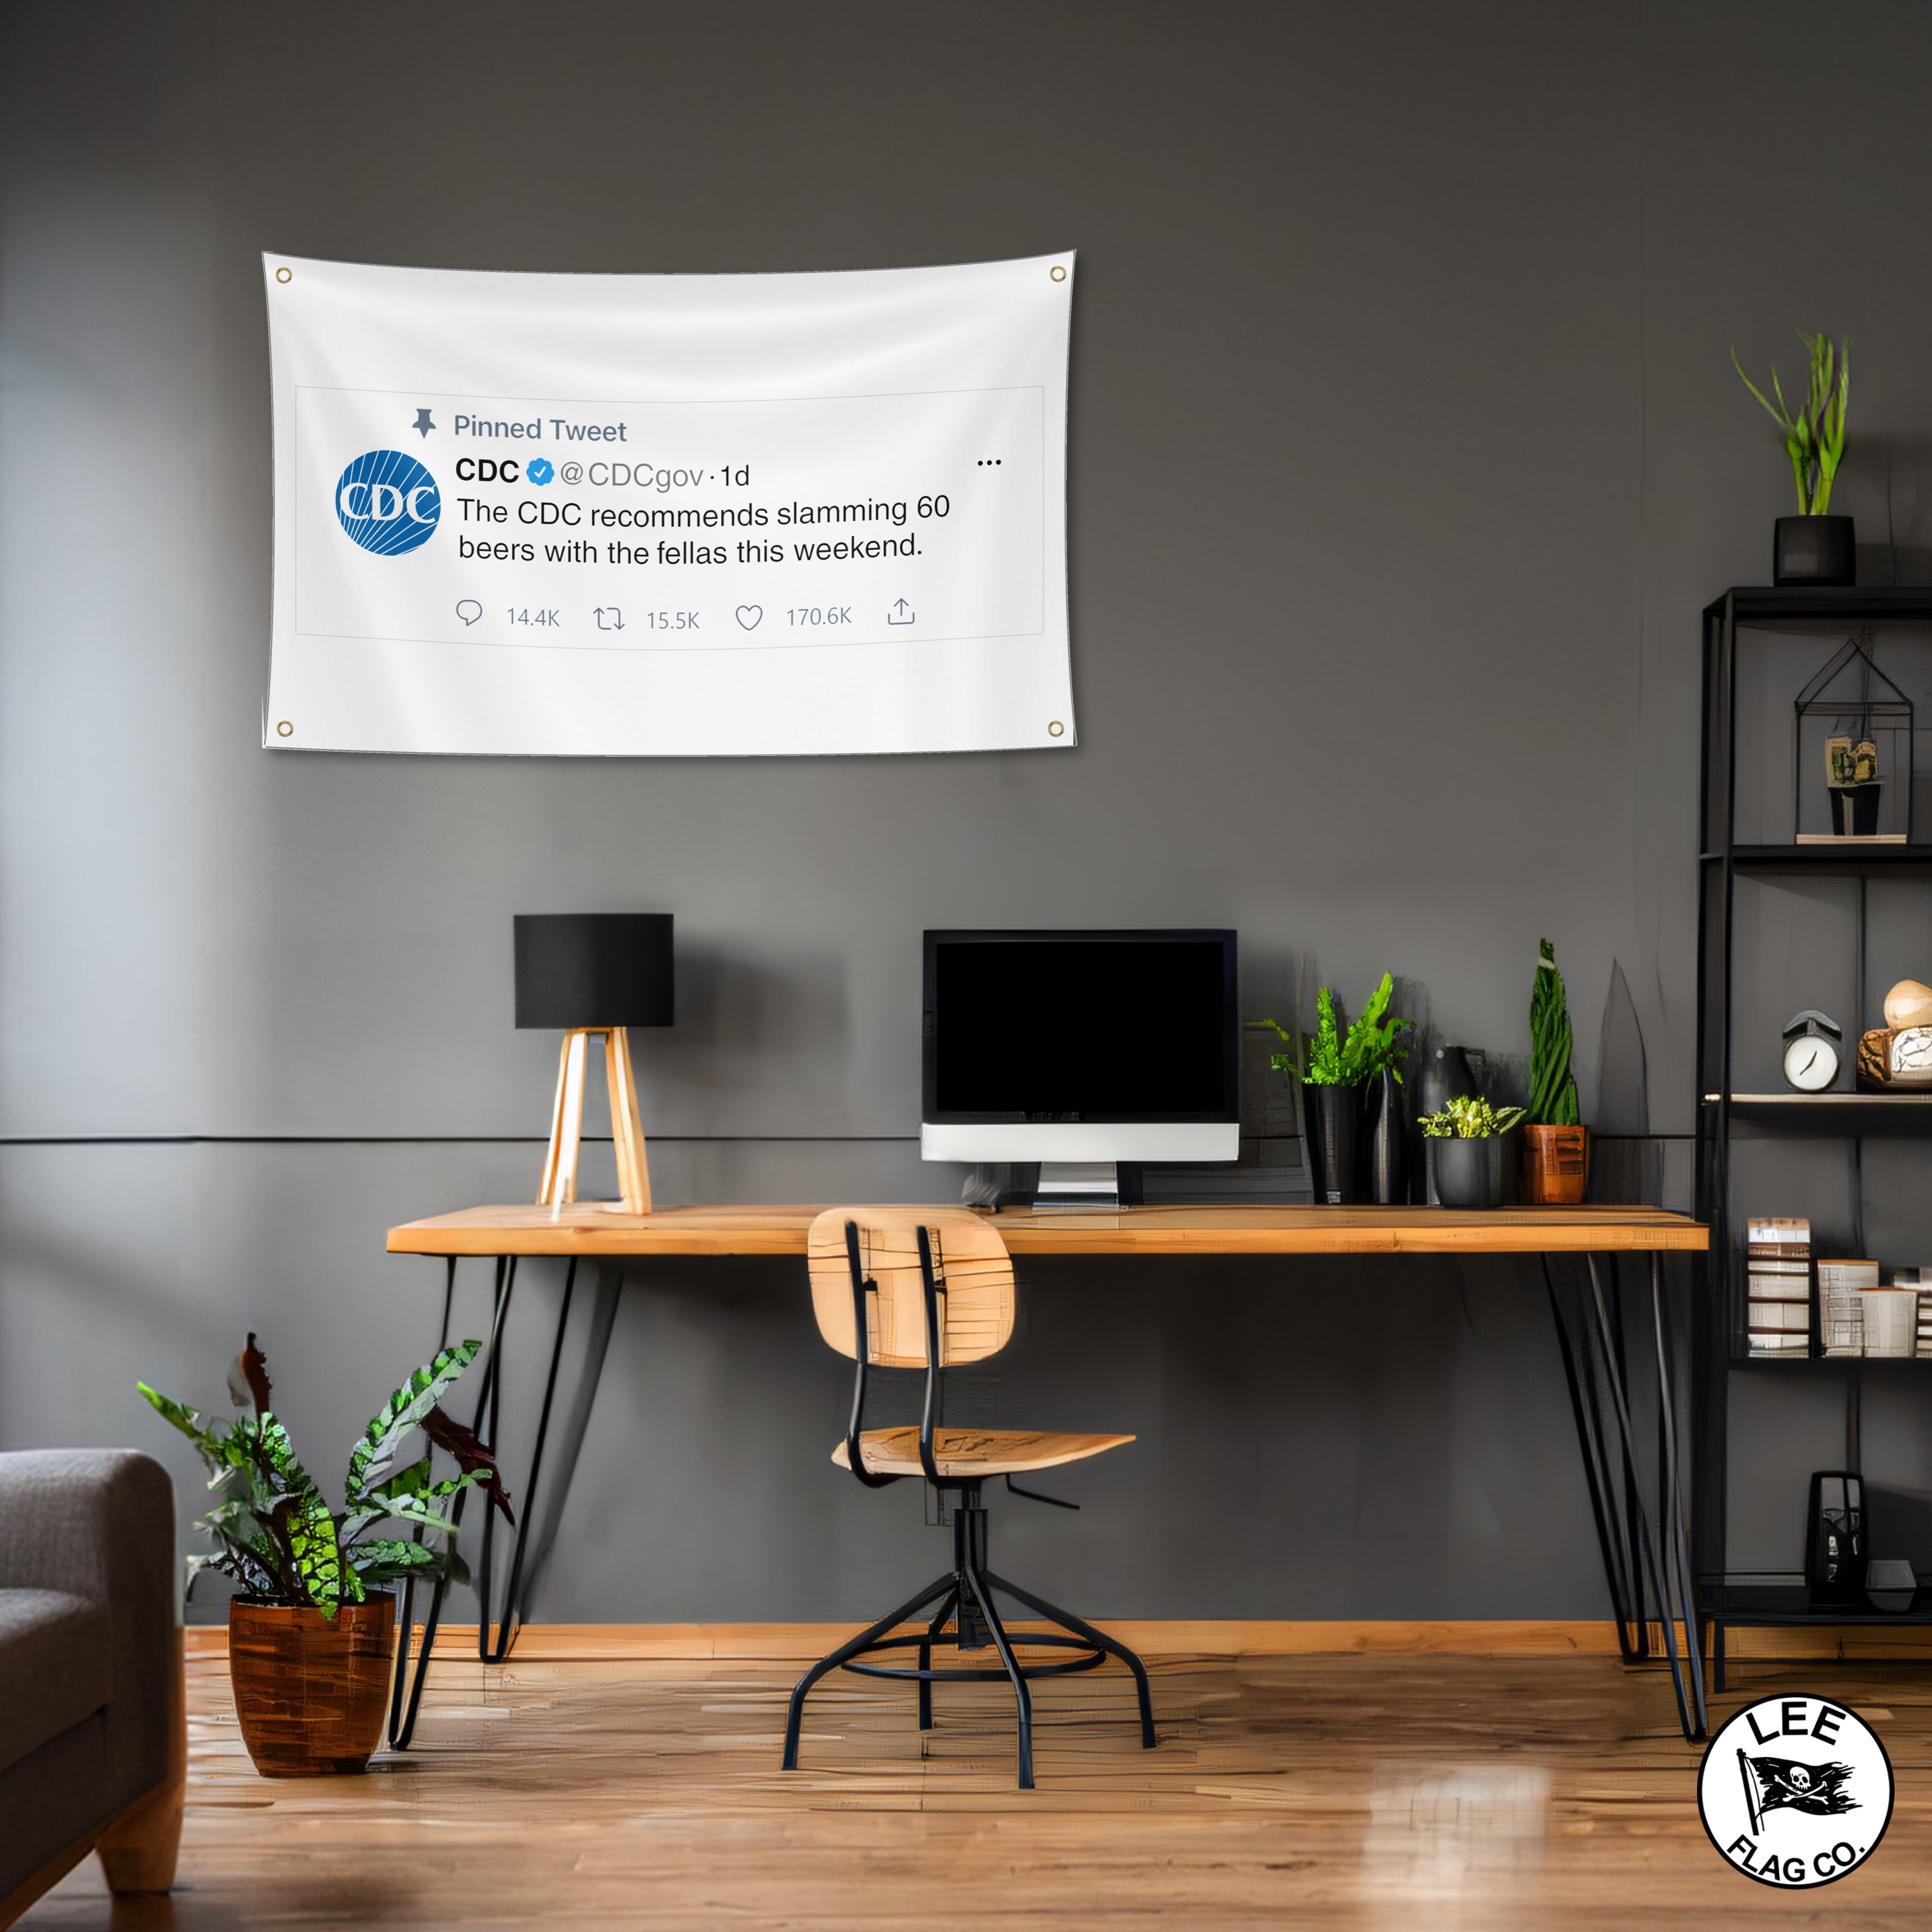 Pinned Tweet
CDC @CDCgov · 1d
CDC
The CDC recommends slamming 60
beers with the fellas this weekend.
14.4K 15.5K 170.6K
LEE
FLAG CO.